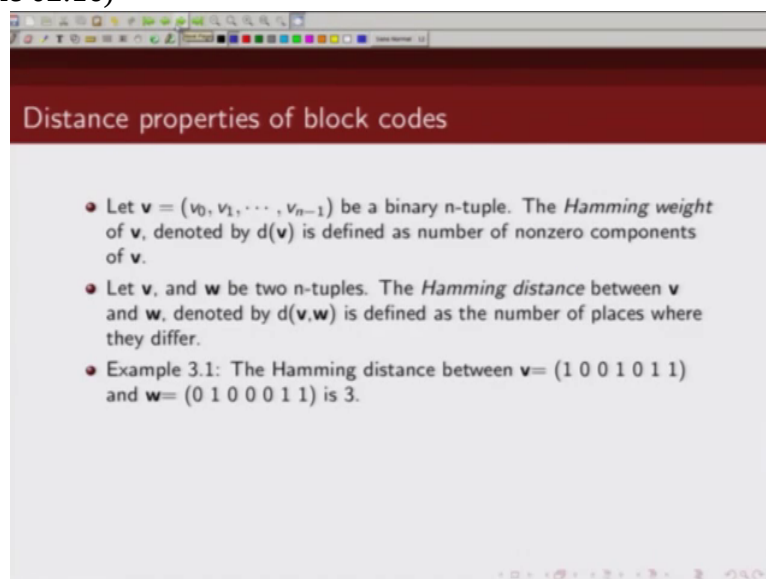 Distance properties of block codes
Let v = (v₀, v₁, ⋯ , vₙ₋₁) be a binary n-tuple. The Hamming weight
of v, denoted by d(v) is defined as number of nonzero components
of v.
Let v, and w be two n-tuples. The Hamming distance between v
and w, denoted by d(v,w) is defined as the number of places where
they differ.
Example 3.1: The Hamming distance between v= (1 0 0 1 0 1 1)
and w= (0 1 0 0 0 1 1) is 3.